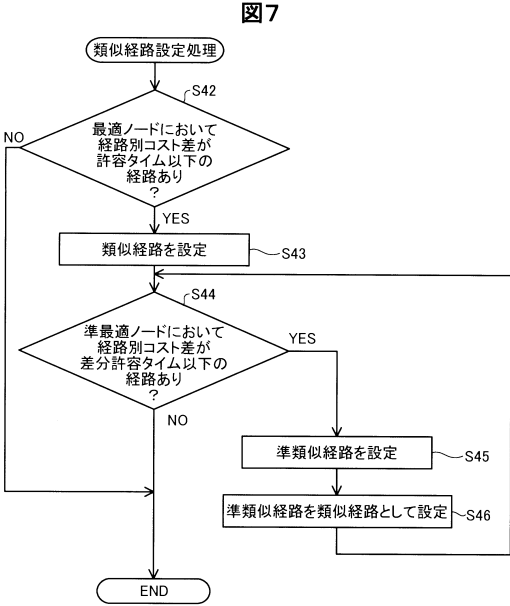 図7
類似経路設定処理
S42
最適ノードにおいて
経路別コスト差が
許容タイム以下の
経路あり
?
NO
YES
類似経路を設定
S43
S44
準最適ノードにおいて
経路別コスト差が
差分許容タイム以下の
経路あり
?
YES
NO
準類似経路を設定
S45
準類似経路を類似経路として設定
S46
END